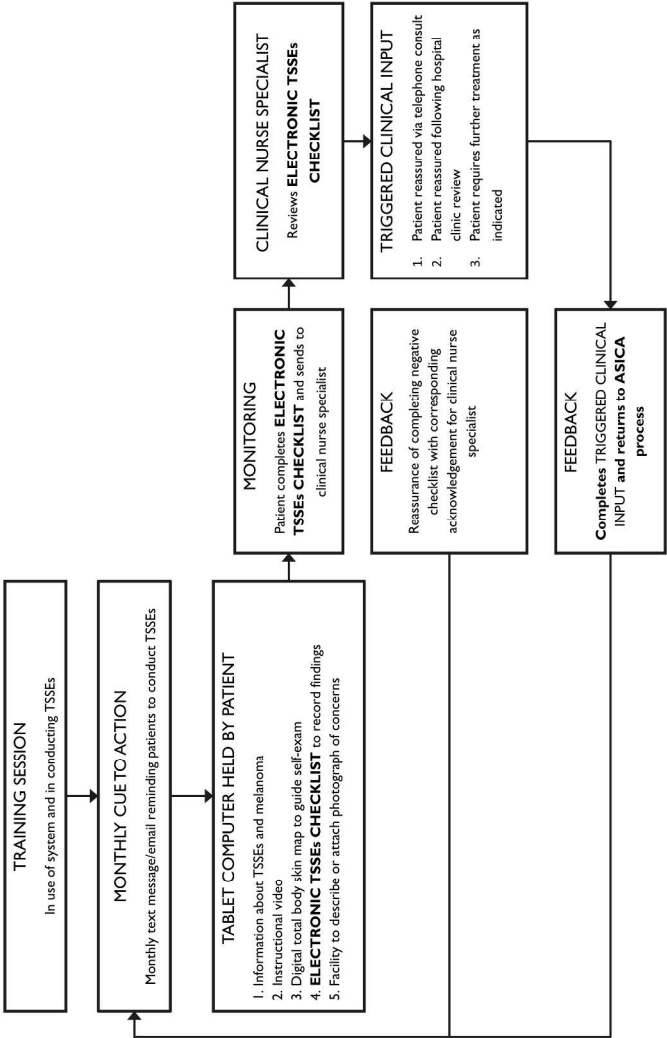 TRAINING SESSION
In use of system and in conducting TSSEs
MONTHLY CUE TO ACTION
Monthly text message/email reminding patients to conduct TSSEs
TABLET COMPUTER HELD BY PATIENT
1. Information about TSSEs and melanoma
2. Instructional video
3. Digital total body skin map to guide self-exam
4. ELECTRONIC TSSEs CHECKLIST to record findings
5. Facility to describe or attach photograph of concerns
MONITORING
Patient completes ELECTRONIC
TSSEs CHECKLIST and sends to
clinical nurse specialist
CLINICAL NURSE SPECIALIST
Reviews ELECTRONIC TSSEs
CHECKLIST
TRIGGERED CLINICAL INPUT
1. Patient reassured via telephone consult
2. Patient reassured following hospital
clinic review
3. Patient requires further treatment as
indicated
FEEDBACK
Reassurance of completing negative
checklist with corresponding
acknowledgement for clinical nurse
specialist
FEEDBACK
Completes TRIGGERED CLINICAL
INPUT and returns to ASICA
process